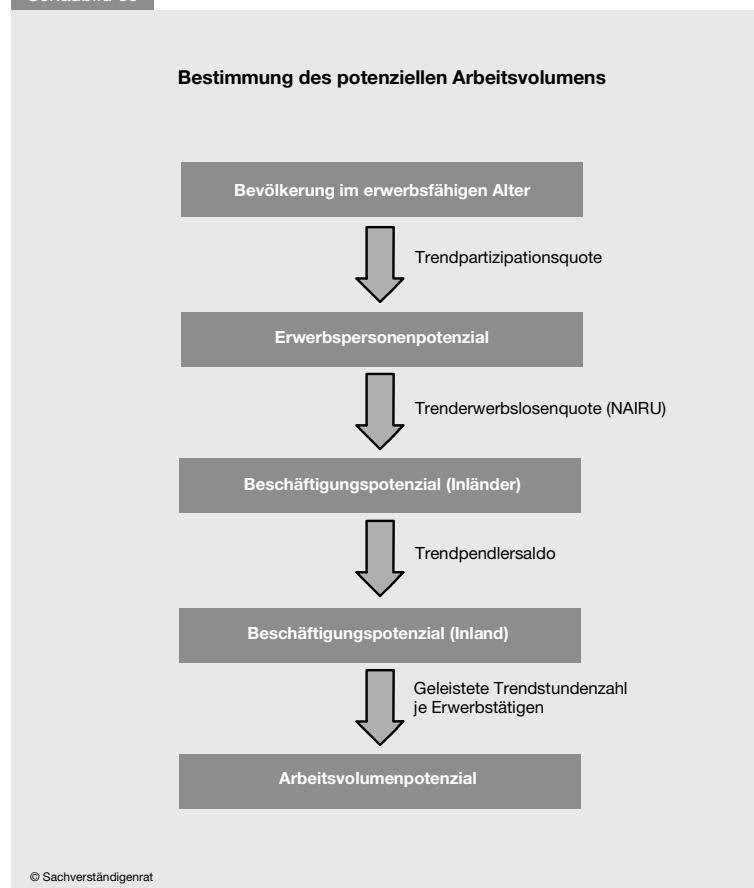 Bestimmung des potenziellen Arbeitsvolumens
Bevölkerung im erwerbsfähigen Alter
Trendpartizipationsquote
Erwerbspersonenpotenzial
Trenderwerbslosenquote (NAIRU)
Beschäftigungspotenzial (Inländer)
Trendpendlersaldo
Beschäftigungspotenzial (Inland)
Geleistete Trendstundenzahl
je Erwerbstätigen
Arbeitsvolumenpotenzial
© Sachverständigenrat